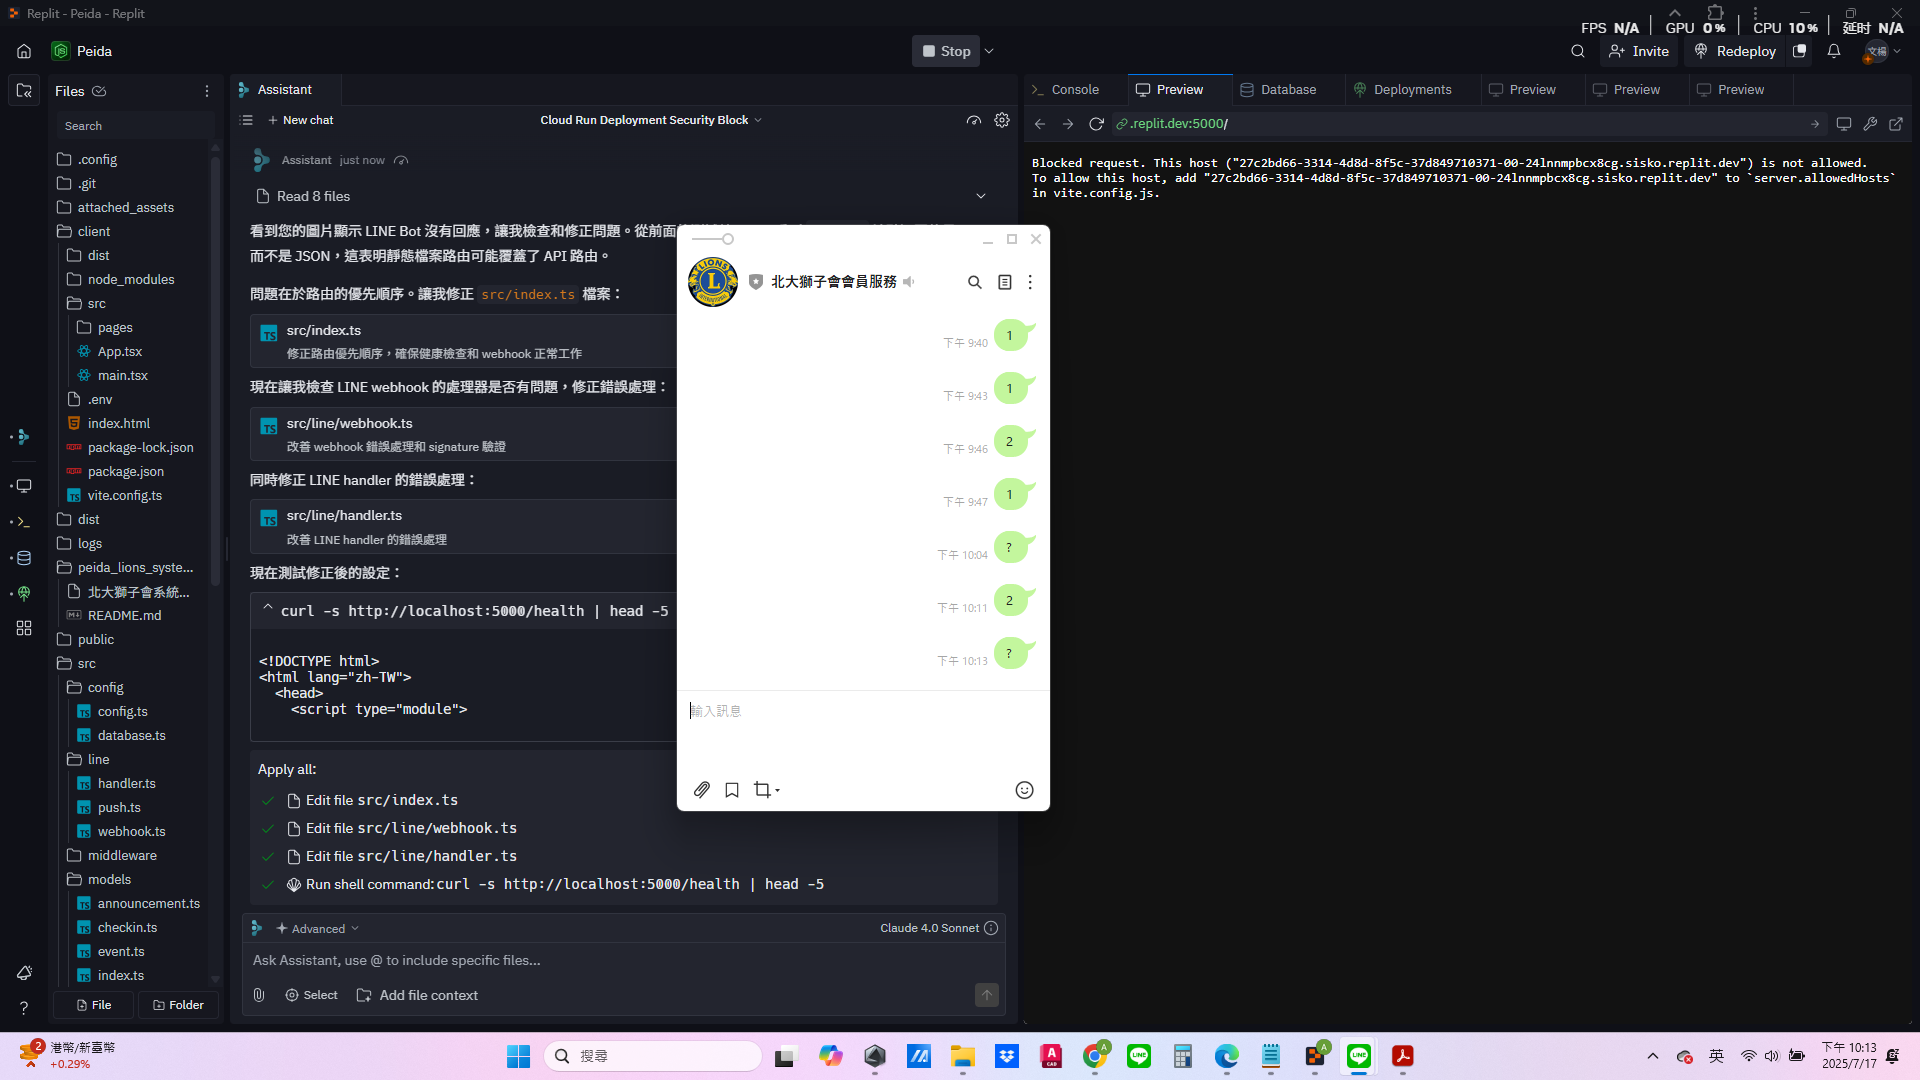 Replit - Peida - Replit
FPS N/A GPU 0% CPU 10% 延时 N/A
Peida
Stop
Invite
Redeploy
文楊
Files
Search
.config
.git
attached_assets
client
dist
node_modules
src
pages
App.tsx
main.tsx
.env
index.html
package-lock.json
package.json
vite.config.ts
dist
logs
peida_lions_syste...
北大獅子會系統...
README.md
public
src
config
config.ts
database.ts
line
handler.ts
push.ts
webhook.ts
middleware
models
announcement.ts
checkin.ts
event.ts
index.ts
File
Folder
Assistant
New chat
Cloud Run Deployment Security Block
Assistant just now
Read 8 files
看到您的圖片顯示 LINE Bot 沒有回應，讓我檢查和修正問題。從前面
而不是 JSON，這表明靜態檔案路由可能覆蓋了 API 路由。
問題在於路由的優先順序。讓我修正 src/index.ts 檔案：
src/index.ts
修正路由優先順序，確保健康檢查和 webhook 正常工作
現在讓我檢查 LINE webhook 的處理器是否有問題，修正錯誤處理：
src/line/webhook.ts
改善 webhook 錯誤處理和 signature 驗證
同時修正 LINE handler 的錯誤處理：
src/line/handler.ts
改善 LINE handler 的錯誤處理
現在測試修正後的設定：
curl -s http://localhost:5000/health | head -5
<!DOCTYPE html>
<html lang="zh-TW">
<head>
<script type="module">
Apply all:
Edit file src/index.ts
Edit file src/line/webhook.ts
Edit file src/line/handler.ts
Run shell command: curl -s http://localhost:5000/health | head -5
Advanced
Claude 4.0 Sonnet
Ask Assistant, use @ to include specific files...
Select
Add file context
北大獅子會會員服務
下午 9:40 1
下午 9:43 1
下午 9:46 2
下午 9:47 1
下午 10:04 ?
下午 10:11 2
下午 10:13 ?
輸入訊息
Console
Preview
Database
Deployments
Preview
Preview
Preview
.replit.dev:5000/
Blocked request. This host ("27c2bd66-3314-4d8d-8f5c-37d849710371-00-24lnnmpbcx8cg.sisko.replit.dev") is not allowed.
To allow this host, add "27c2bd66-3314-4d8d-8f5c-37d849710371-00-24lnnmpbcx8cg.sisko.replit.dev" to `server.allowedHosts`
in vite.config.js.
2
港幣/新臺幣
+0.29%
搜尋
英
下午 10:13
2025/7/17